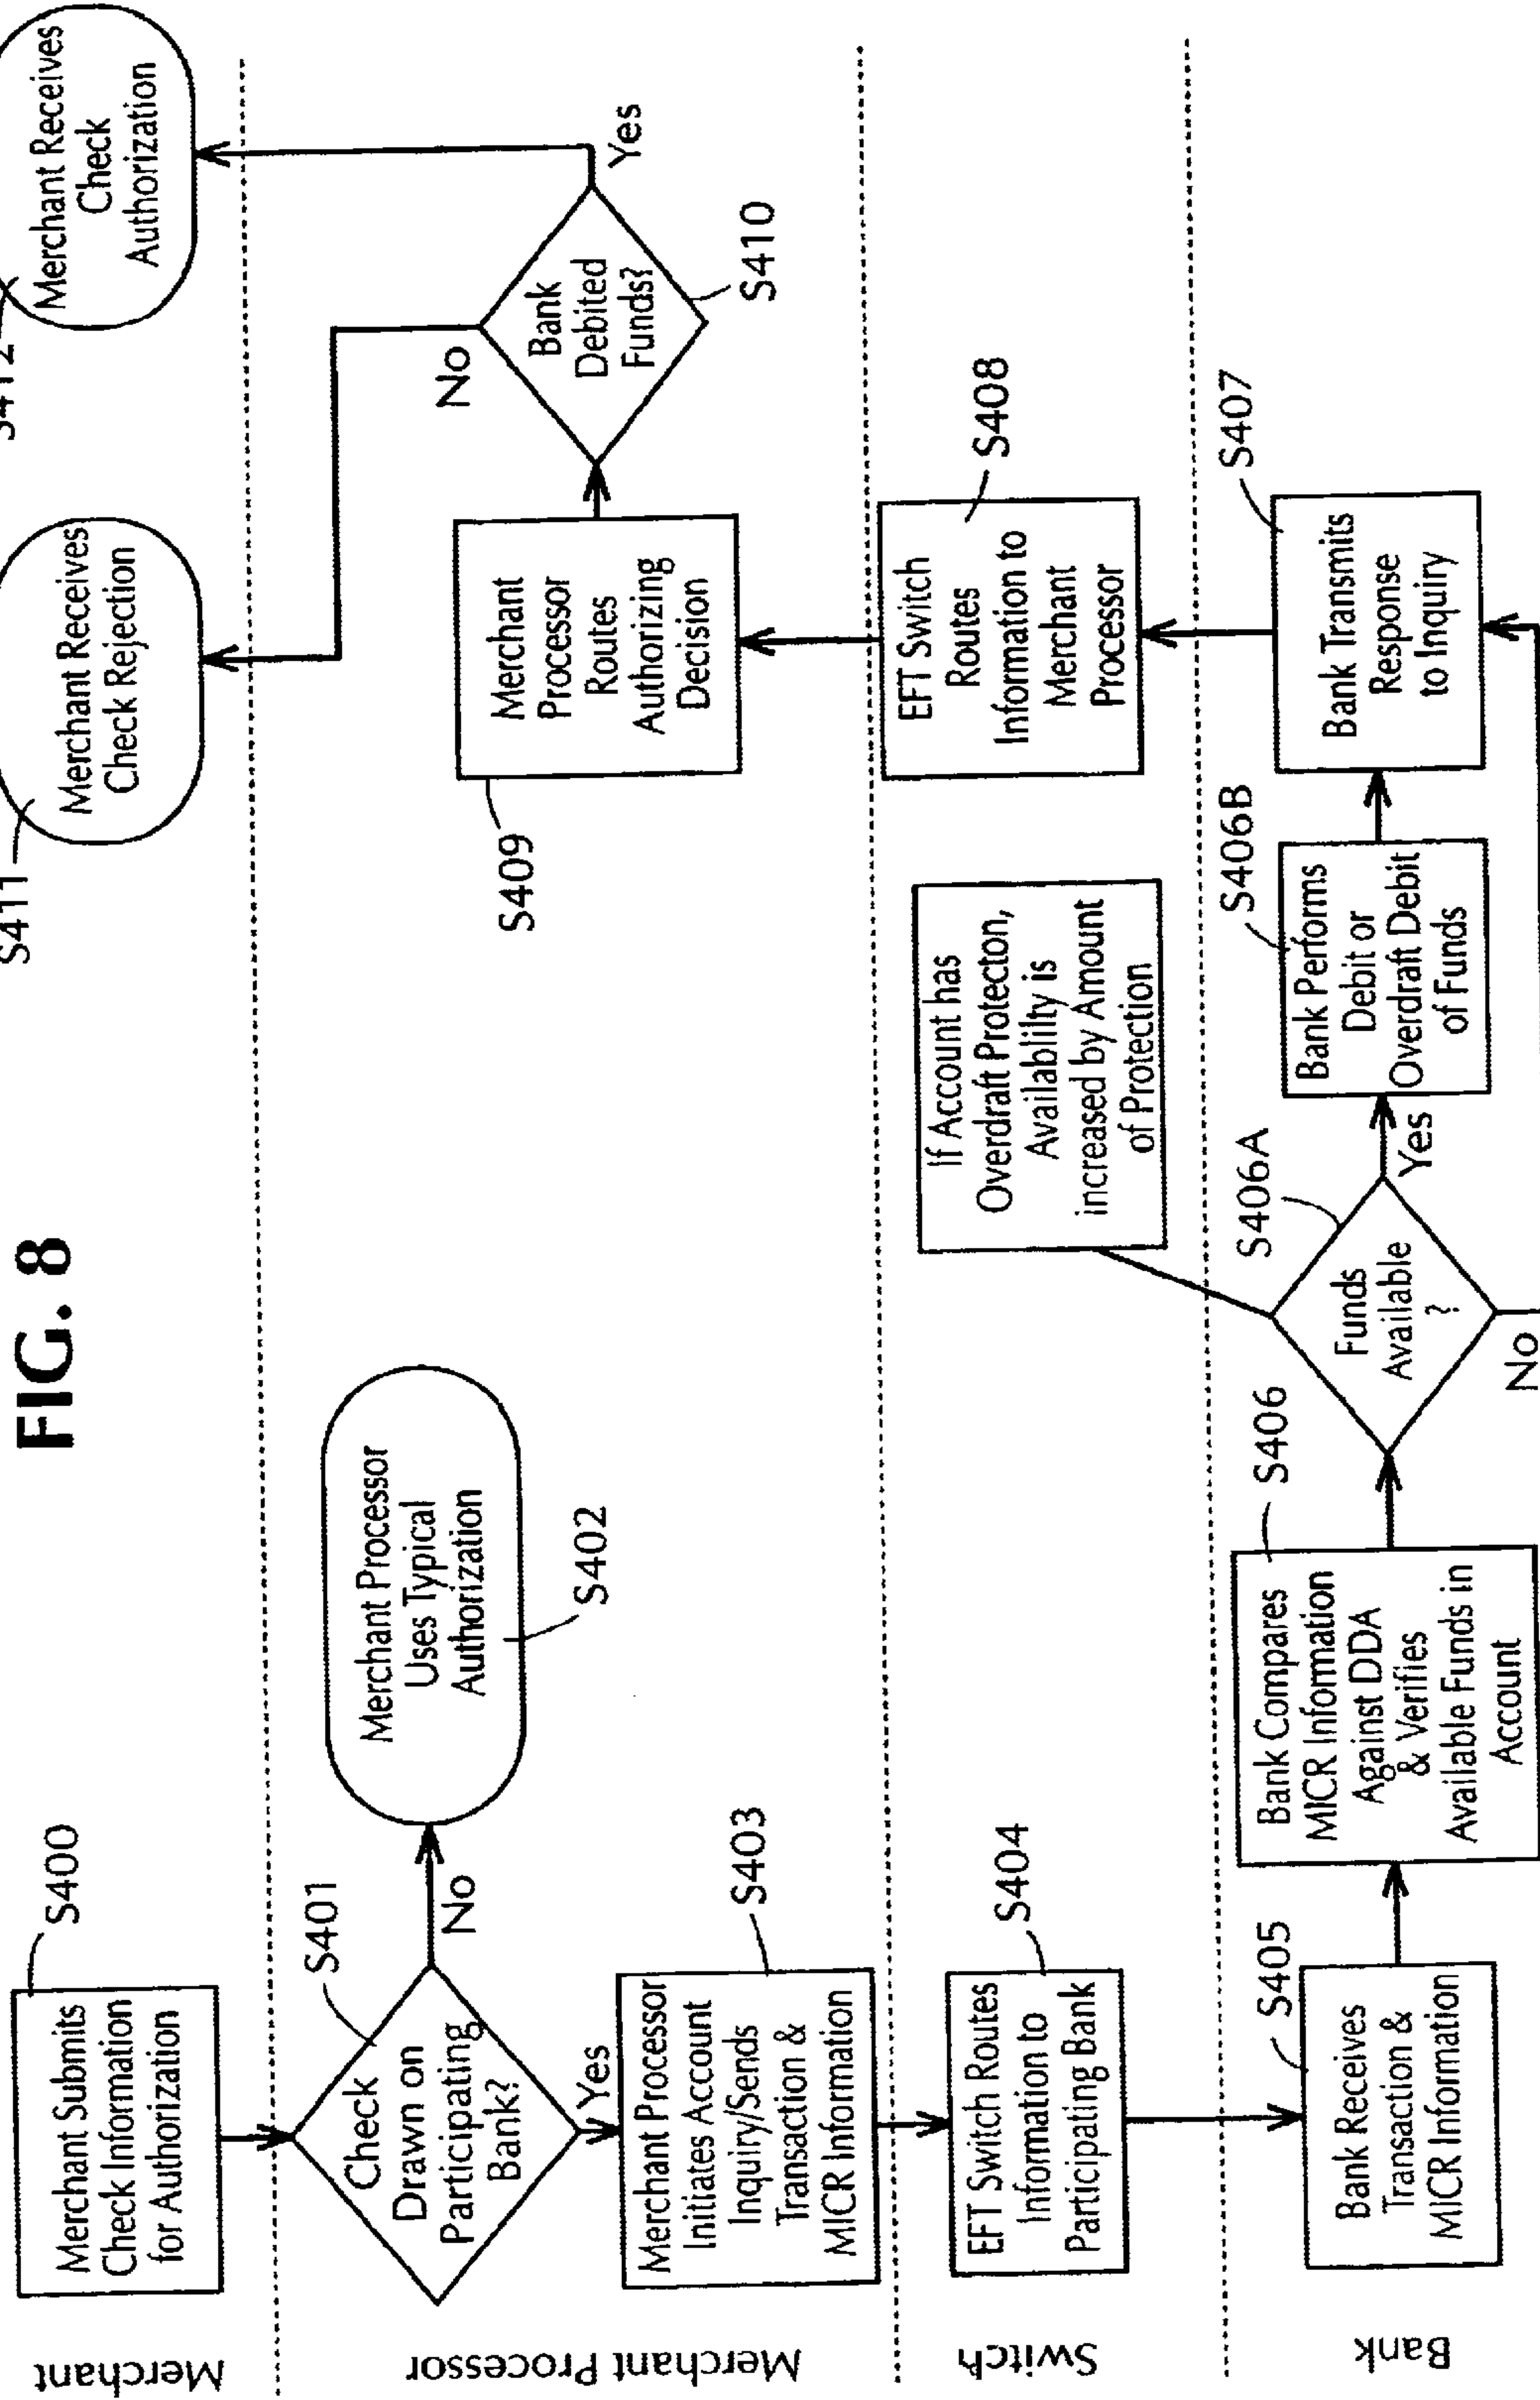 FIG. 8
Merchant
Merchant Submits
Check Information
for Authorization
S400
S411
Merchant Receives
Check Rejection
Merchant Receives
Check
Authorization
Merchant Processor
S401
Check
Drawn on
Participating
Bank?
No
Yes
Merchant Processor
Uses Typical
Authorization
S402
Merchant Processor
Initiates Account
Inquiry/Sends
Transaction &
MICR Information
S403
S409
Merchant
Processor
Routes
Authorizing
Decision
No
Bank
Debited
Funds?
Yes
S410
Switch
EFT Switch Routes
Information to
Participating Bank
S404
If Account has
Overdraft Protecton,
Availablilty is
increased by Amount
of Protection
EFT Switch
Routes
Information to
Merchant
Processor
S408
Bank
S405
Bank Receives
Transaction &
MICR Information
S406
Bank Compares
MICR Information
Against DDA
& Verifies
Available Funds in
Account
S406A
Funds
Available
?
Yes
No
S406B
Bank Performs
Debit or
Overdraft Debit
of Funds
S407
Bank Transmits
Response
to Inquiry